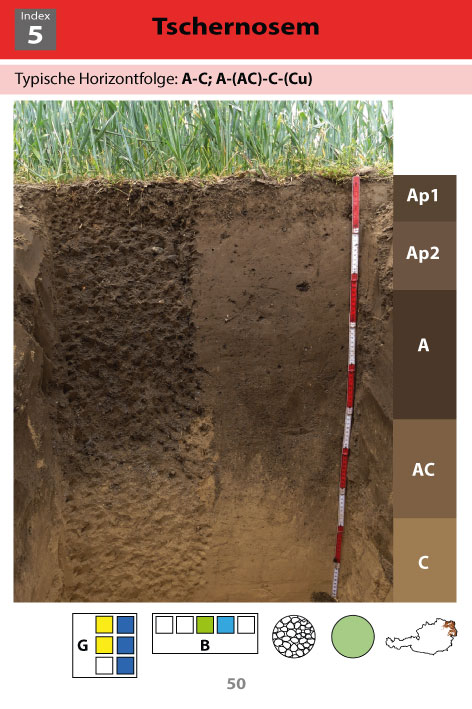 Index
5
Tschernosem
Typische Horizontfolge: A-C; A-(AC)-C-(Cu)
Ap1
Ap2
A
AC
C
G
B
50